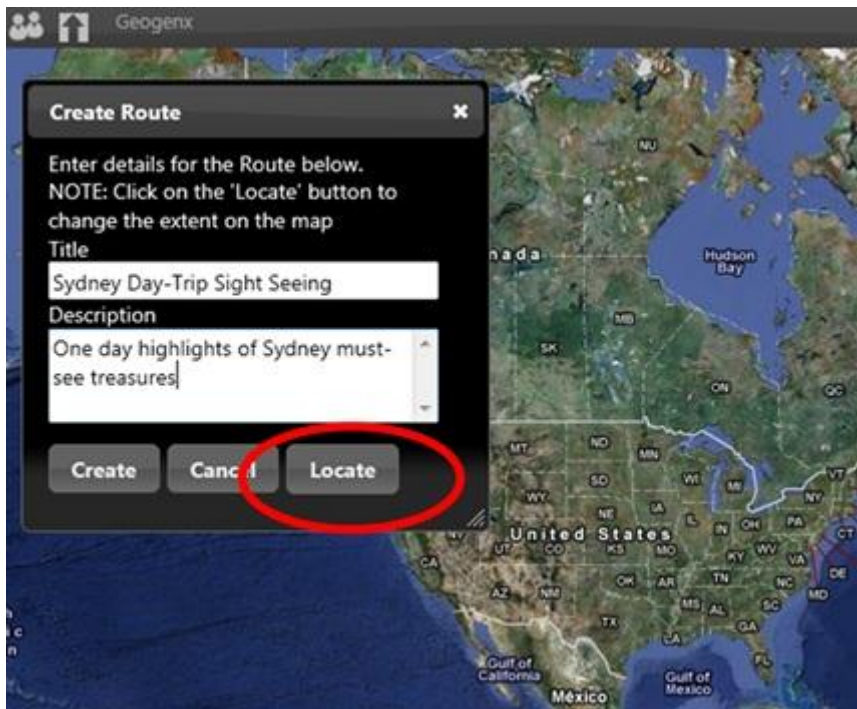 Geogenx
Create Route
Enter details for the Route below.
NOTE: Click on the 'Locate' button to
change the extent on the map
Title
Sydney Day-Trip Sight Seeing
Description
One day highlights of Sydney must-
see treasures
Create Cancel Locate
NU
nada
Hudson
Bay
MB
SK
ON
QC
MT ND MN
VT
SD WI MI
NY
WY
NE IA
IL IN OH PA
CT
United States
NV UT CO KS MO KY WV VA
DE
CA
MD
OK AR TN NC
AZ NM
MS AL SC
TX GA
LA
FL
Gulf of
California
Gulf of
Mexico
México